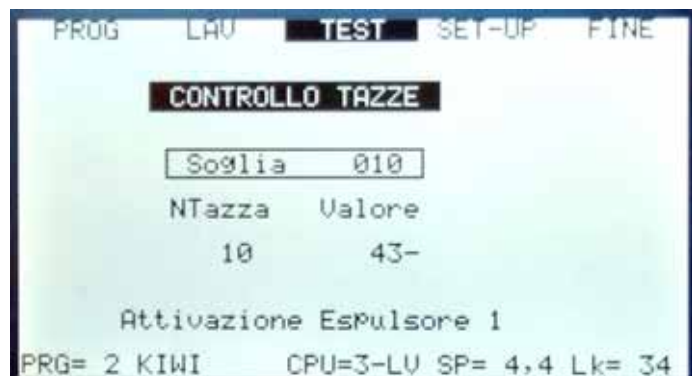 PROG LAV TEST SET-UP FINE
CONTROLLO TAZZE
Soglia 010
NTazza Valore
10 43-
Attivazione Espulsore 1
PRG= 2 KIWI CPU=3-LV SP= 4,4 Lk= 34